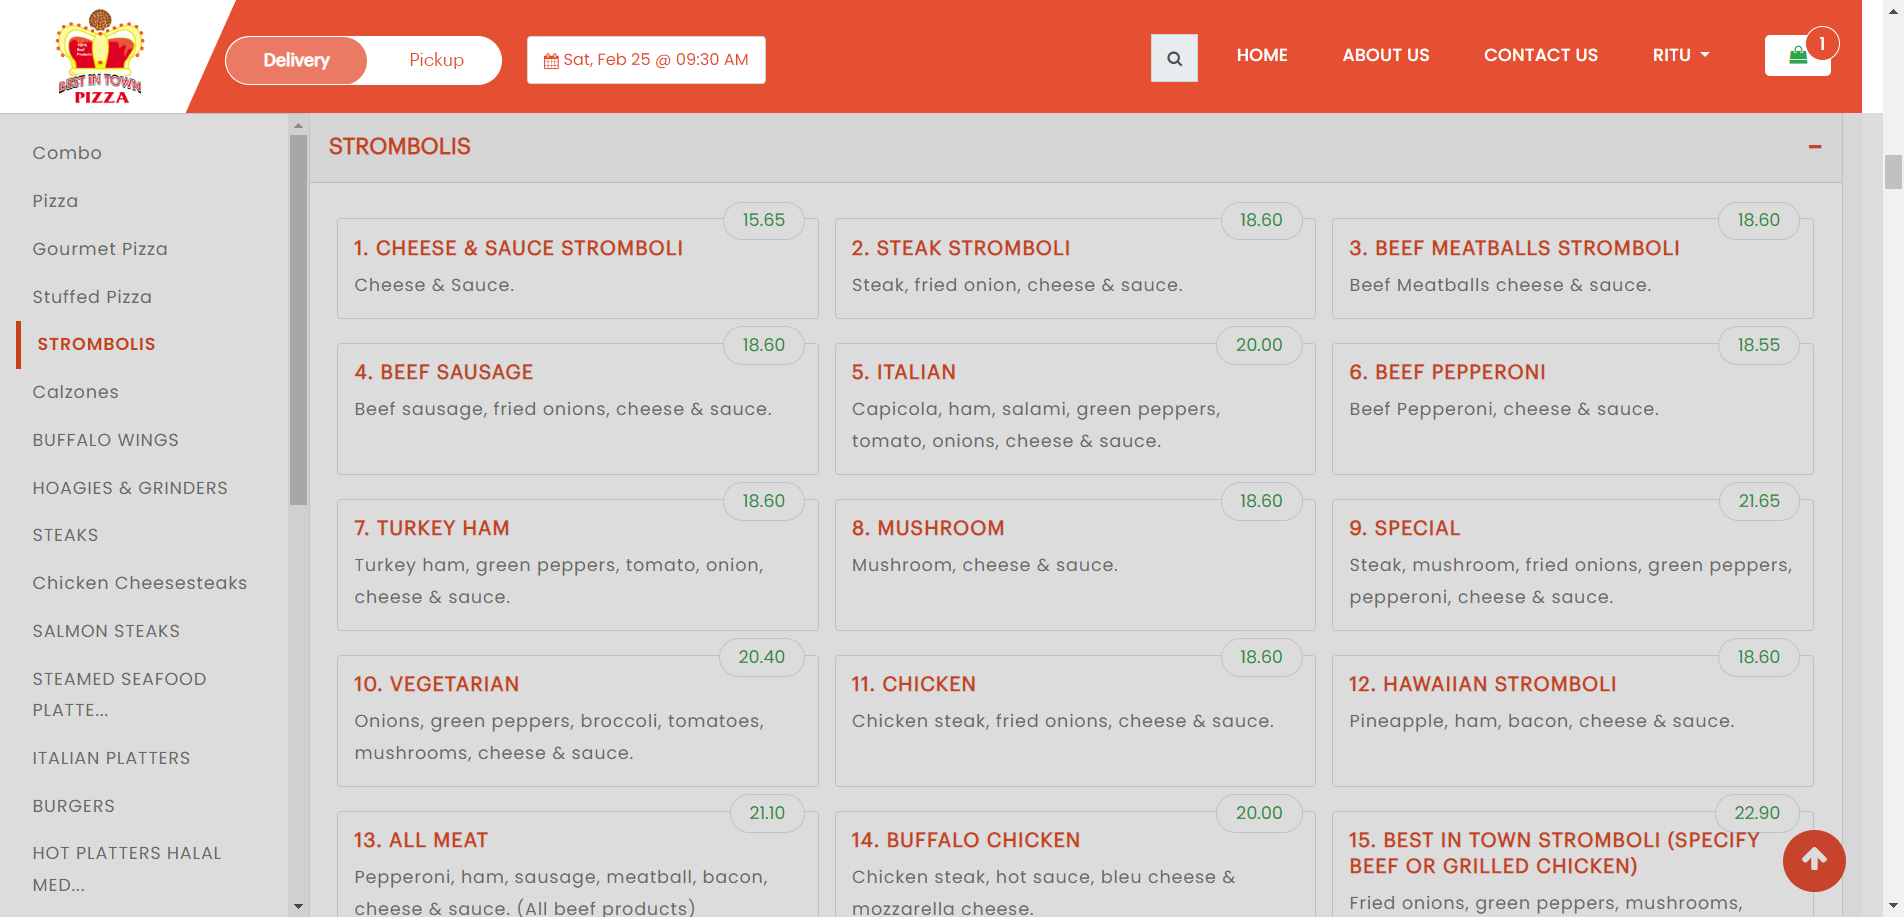 BEST IN TOWN
PIZZA
Delivery
Pickup
Sat, Feb 25 @ 09:30 AM
HOME
ABOUT US
CONTACT US
RITU
1
Combo
Pizza
Gourmet Pizza
Stuffed Pizza
STROMBOLIS
Calzones
BUFFALO WINGS
HOAGIES & GRINDERS
STEAKS
Chicken Cheesesteaks
SALMON STEAKS
STEAMED SEAFOOD
PLATTE...
ITALIAN PLATTERS
BURGERS
HOT PLATTERS HALAL
MED...
STROMBOLIS
15.65
1. CHEESE & SAUCE STROMBOLI
Cheese & Sauce.
18.60
2. STEAK STROMBOLI
Steak, fried onion, cheese & sauce.
18.60
3. BEEF MEATBALLS STROMBOLI
Beef Meatballs cheese & sauce.
18.60
4. BEEF SAUSAGE
Beef sausage, fried onions, cheese & sauce.
20.00
5. ITALIAN
Capicola, ham, salami, green peppers,
tomato, onions, cheese & sauce.
18.55
6. BEEF PEPPERONI
Beef Pepperoni, cheese & sauce.
18.60
7. TURKEY HAM
Turkey ham, green peppers, tomato, onion,
cheese & sauce.
18.60
8. MUSHROOM
Mushroom, cheese & sauce.
21.65
9. SPECIAL
Steak, mushroom, fried onions, green peppers,
pepperoni, cheese & sauce.
20.40
10. VEGETARIAN
Onions, green peppers, broccoli, tomatoes,
mushrooms, cheese & sauce.
18.60
11. CHICKEN
Chicken steak, fried onions, cheese & sauce.
18.60
12. HAWAIIAN STROMBOLI
Pineapple, ham, bacon, cheese & sauce.
21.10
13. ALL MEAT
Pepperoni, ham, sausage, meatball, bacon,
cheese & sauce. (All beef products)
20.00
14. BUFFALO CHICKEN
Chicken steak, hot sauce, bleu cheese &
mozzarella cheese.
22.90
15. BEST IN TOWN STROMBOLI (SPECIFY
BEEF OR GRILLED CHICKEN)
Fried onions, green peppers, mushrooms,